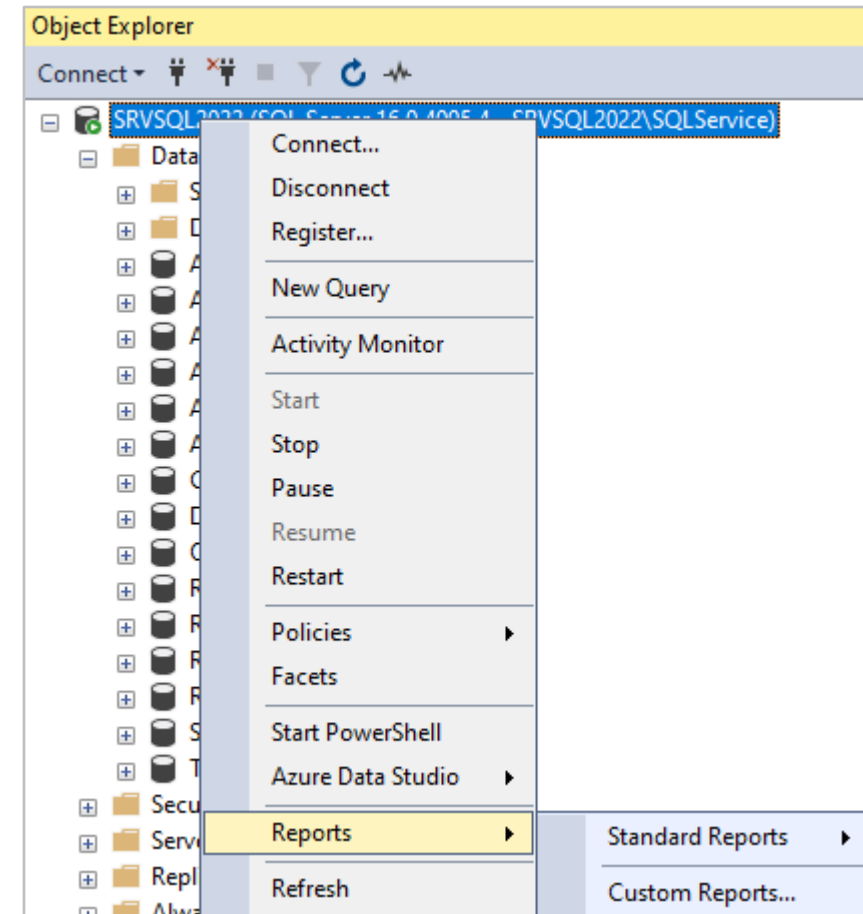 Object Explorer
Connect
SRVSQL2022 (SQL Server 16.0.4095.4 - SRVSQL2022\SQLService)
Data
S
D
A
A
A
A
A
A
C
D
R
R
R
R
S
T
Secu
Serv
Repl
Connect...
Disconnect
Register...
New Query
Activity Monitor
Start
Stop
Pause
Resume
Restart
Policies
Facets
Start PowerShell
Azure Data Studio
Reports
Refresh
Standard Reports
Custom Reports...